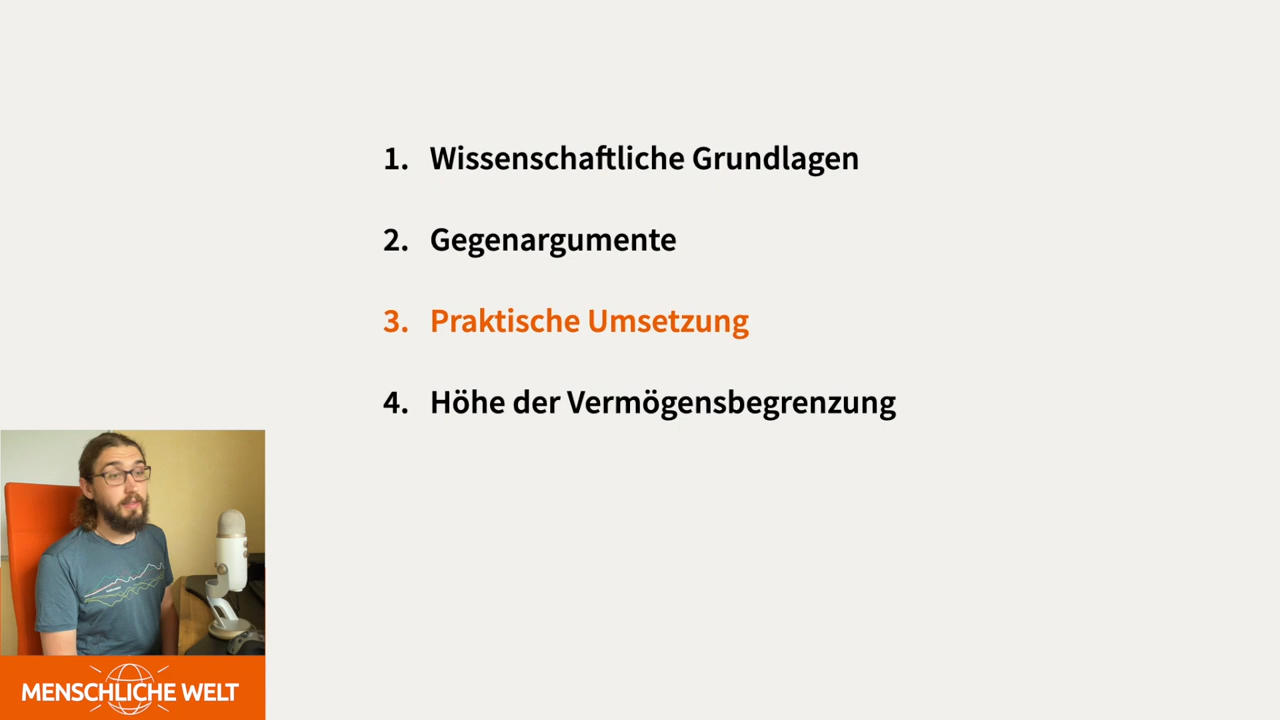 1. Wissenschaftliche Grundlagen
2. Gegenargumente
3. Praktische Umsetzung
4. Höhe der Vermögensbegrenzung
MENSCHLICHE WELT